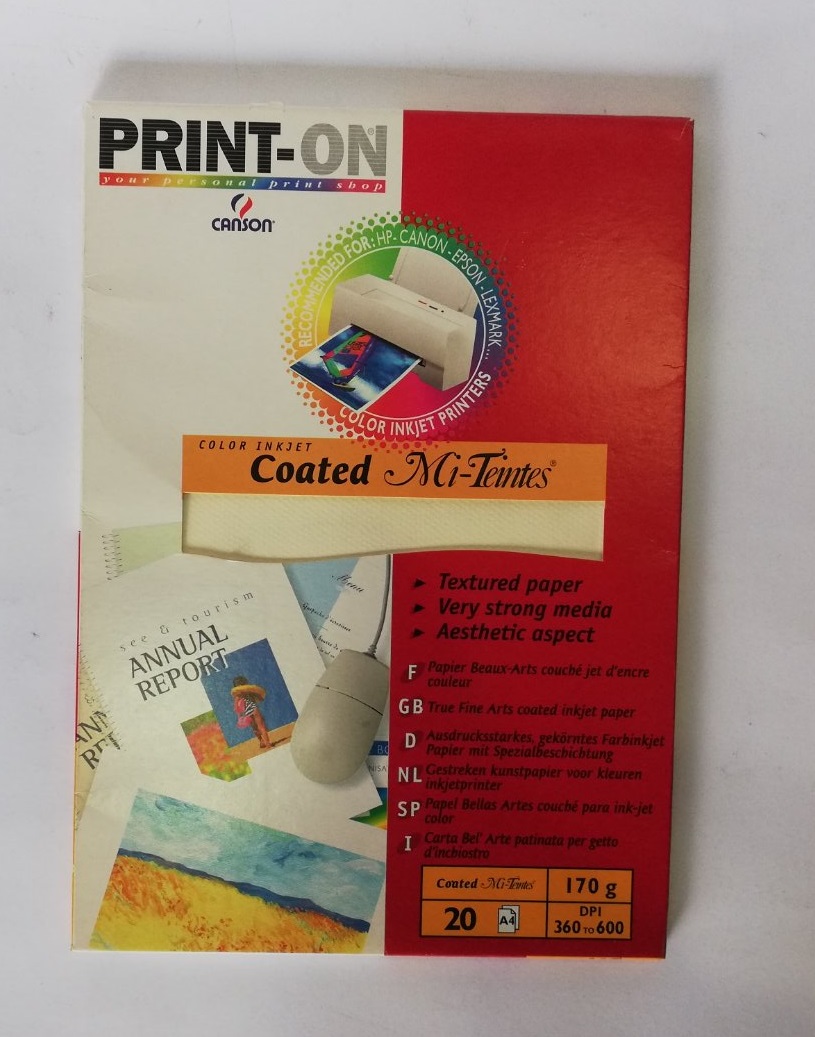 PRINT-ON®
your personal print shop
CANSON®
RECOMMENDED FOR: HP- CANON - EPSON - LEXMARK...
COLOR INKJET PRINTERS
COLOR INKJET
Coated Mi-Teintes®
► Textured paper
► Very strong media
► Aesthetic aspect
F Papier Beaux-Arts couché jet d'encre
couleur
GB True Fine Arts coated inkjet paper
D Ausdrucksstarkes, gekörntes Farbinkjet
Papier mit Spezialbeschichtung
NL Gestreken kunstpapier voor kleuren
inkjetprinter
SP Papel Bellas Artes couché para ink-jet
color
I Carta Bel' Arte patinata per getto
d'inchiostro
Coated Mi-Teintes® 170 g
20 A4 DPI
360 TO 600
see & tourism
ANNUAL
REPORT
Menu